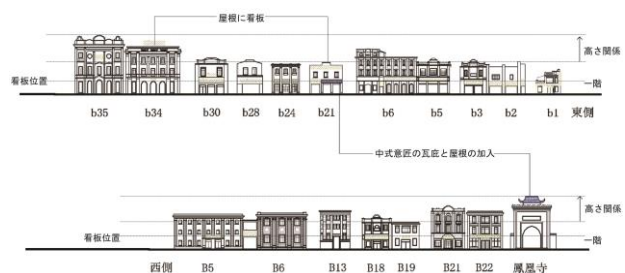 屋根に看板
高さ関係
看板位置
一階
b35 b34 b30 b28 b24 b21 b6 b5 b3 b2 b1 東側
中式意匠の瓦庇と屋根の加入
高さ関係
看板位置
一階
西側 B5 B6 B13 B18 B19 B21 B22 鳳凰寺